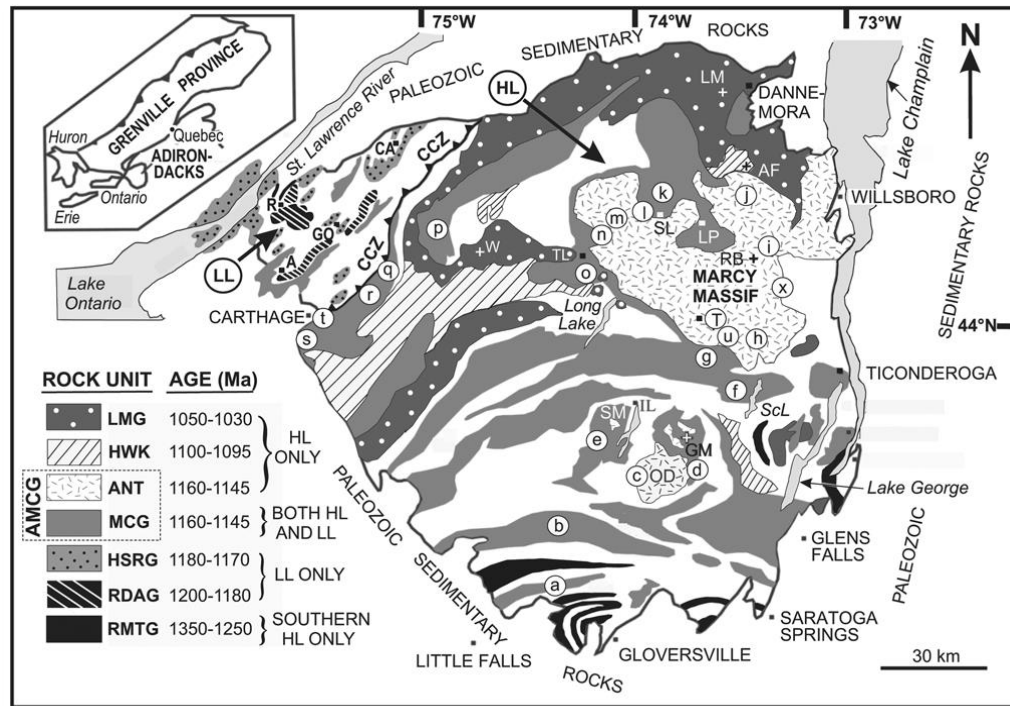 75°W
74°W
73°W
N
SEDIMENTARY ROCKS
PALEOZOIC
GRENVILLE PROVINCE
Huron
Quebec
ADIRON-
DACKS
Ontario
Erie
St. Lawrence River
HL
LM
DANNE-
MORA
Lake Champlain
CA
CCZ
AF
WILLSBORO
R
GO
k
j
l
m
SL
LP
n
p
W
TL
i
RB
MARCY
MASSIF
x
LL
A
CCZ
q
o
r
Lake
Ontario
Long
Lake
CARTHAGE
t
s
T
u
h
44°N
SEDIMENTARY ROCKS
g
f
TICONDEROGA
ScL
IL
SM
e
GM
c
OD
d
Lake George
b
GLENS
FALLS
PALEOZOIC
a
SARATOGA
SPRINGS
PALEOZOIC
SEDIMENTARY
ROCKS
LITTLE FALLS
GLOVERSVILLE
30 km
ROCK UNIT AGE (Ma)
LMG 1050-1030
HWK 1100-1095
HL
ONLY
AMCG
ANT 1160-1145
MCG 1160-1145
BOTH HL
AND LL
HSRG 1180-1170
LL ONLY
RDAG 1200-1180
RMTG 1350-1250
SOUTHERN
HL ONLY